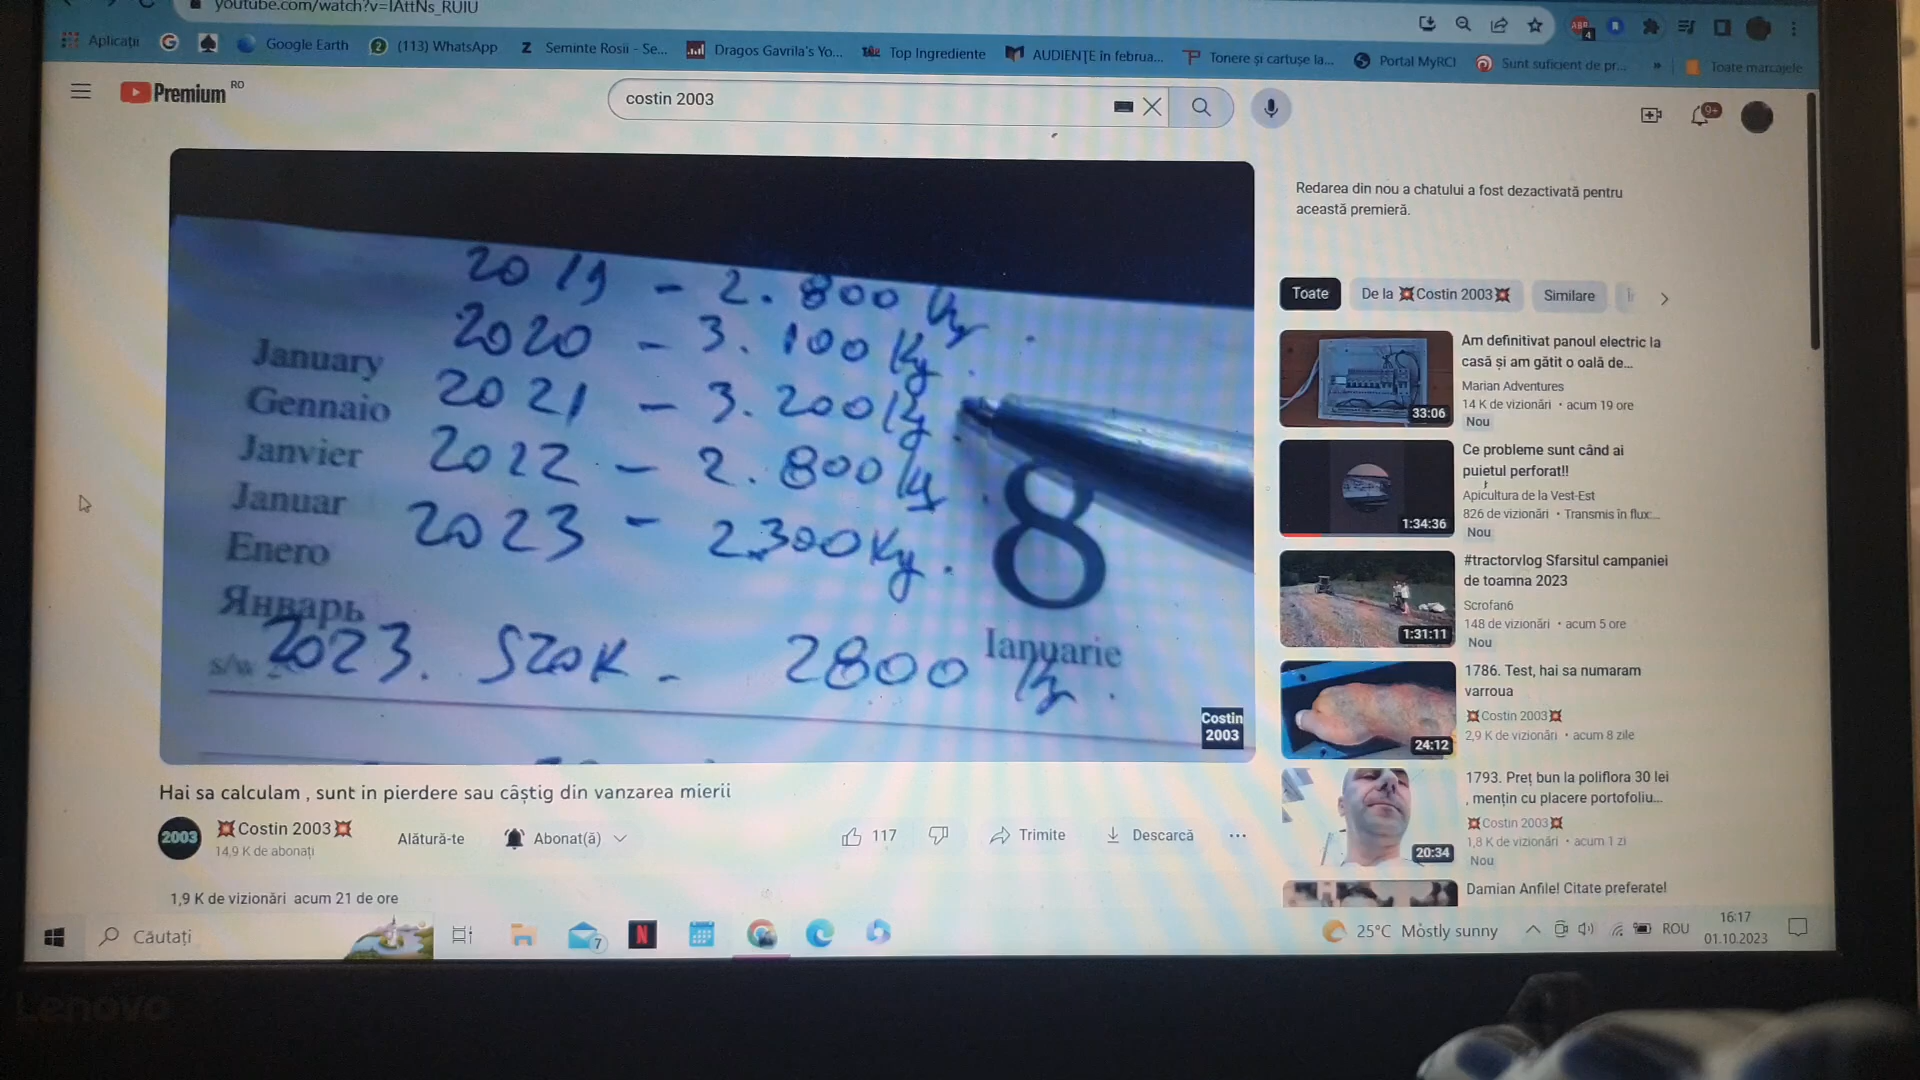 youtube.com/watch?v=IAttNs_RUIU
Aplicații
Google Earth
(113) WhatsApp
Seminte Rosii - Se...
Dragos Gavrila's Yo...
Top Ingrediente
AUDIENȚE în februa...
Tonere și cartușe la...
Portal MyRCI
Sunt suficient de pr...
»
Toate marcajele
Premium RO
costin 2003
9+
2019 - 2.800 Kg.
2020 - 3.100 Kg.
January
2021 - 3.200 Kg.
Gennaio
Janvier
2022 - 2.800 Kg.
Januar
2023 - 2.300 Kg.
Enero
8
Январь
Ianuarie
2023. SZOK - 2800 Kg.
Costin
2003
Redarea din nou a chatului a fost dezactivată pentru
această premieră.
Toate
De la 💥Costin 2003💥
Similare
Am definitivat panoul electric la
casă și am gătit o oală de...
Marian Adventures
14 K de vizionări • acum 19 ore
Nou
33:06
Ce probleme sunt când ai
puietul perforat!!
Apicultura de la Vest-Est
826 de vizionări • Transmis în flux...
Nou
1:34:36
#tractorvlog Sfarsitul campaniei
de toamna 2023
Scrofan6
148 de vizionări • acum 5 ore
Nou
1:31:11
1786. Test, hai sa numaram
varroua
💥Costin 2003💥
2,9 K de vizionări • acum 8 zile
24:12
1793. Preț bun la poliflora 30 lei
, mențin cu placere portofoliu...
💥Costin 2003💥
1,8 K de vizionări • acum 1 zi
Nou
20:34
Damian Anfile! Citate preferate!
Hai sa calculam , sunt in pierdere sau câștig din vanzarea mierii
2003
💥Costin 2003💥
14,9 K de abonați
Alătură-te
Abonat(ă)
117
Trimite
Descarcă
1,9 K de vizionări acum 21 de ore
Căutați
7
N
25°C Mostly sunny
ROU
16:17
01.10.2023
Lenovo